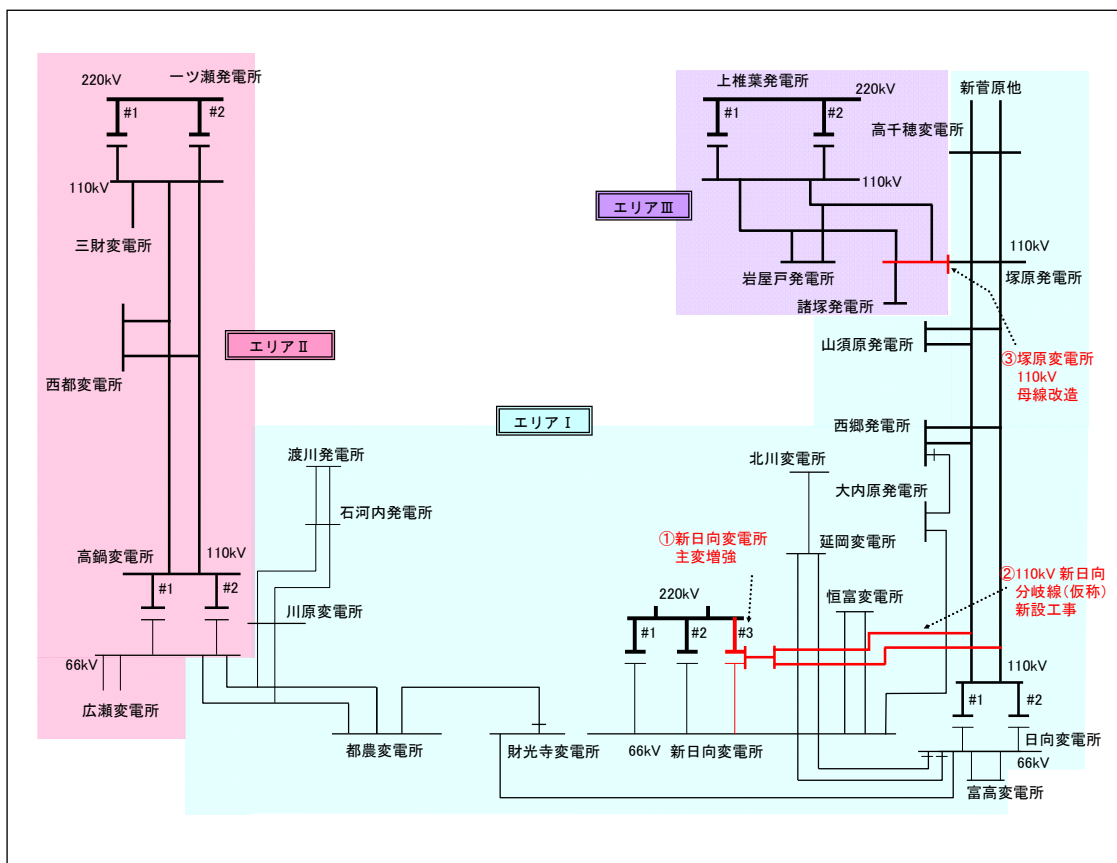 一ツ瀬発電所
220kV
#1
#2
110kV
三財変電所
西都変電所
エリアⅡ
高鍋変電所
110kV
#1
#2
66kV
広瀬変電所
上椎葉発電所
220kV
#1
#2
110kV
エリアⅢ
岩屋戸発電所
諸塚発電所
新菅原他
高千穂変電所
110kV
塚原発電所
山須原発電所
③塚原変電所
110kV
母線改造
エリアⅠ
西郷発電所
渡川発電所
北川変電所
大内原発電所
石河内発電所
①新日向変電所
主変増強
延岡変電所
②110kV 新日向
分岐線(仮称)
新設工事
川原変電所
220kV
恒富変電所
#1
#2
#3
110kV
#1
#2
都農変電所
財光寺変電所
66kV
新日向変電所
日向変電所
66kV
富高変電所